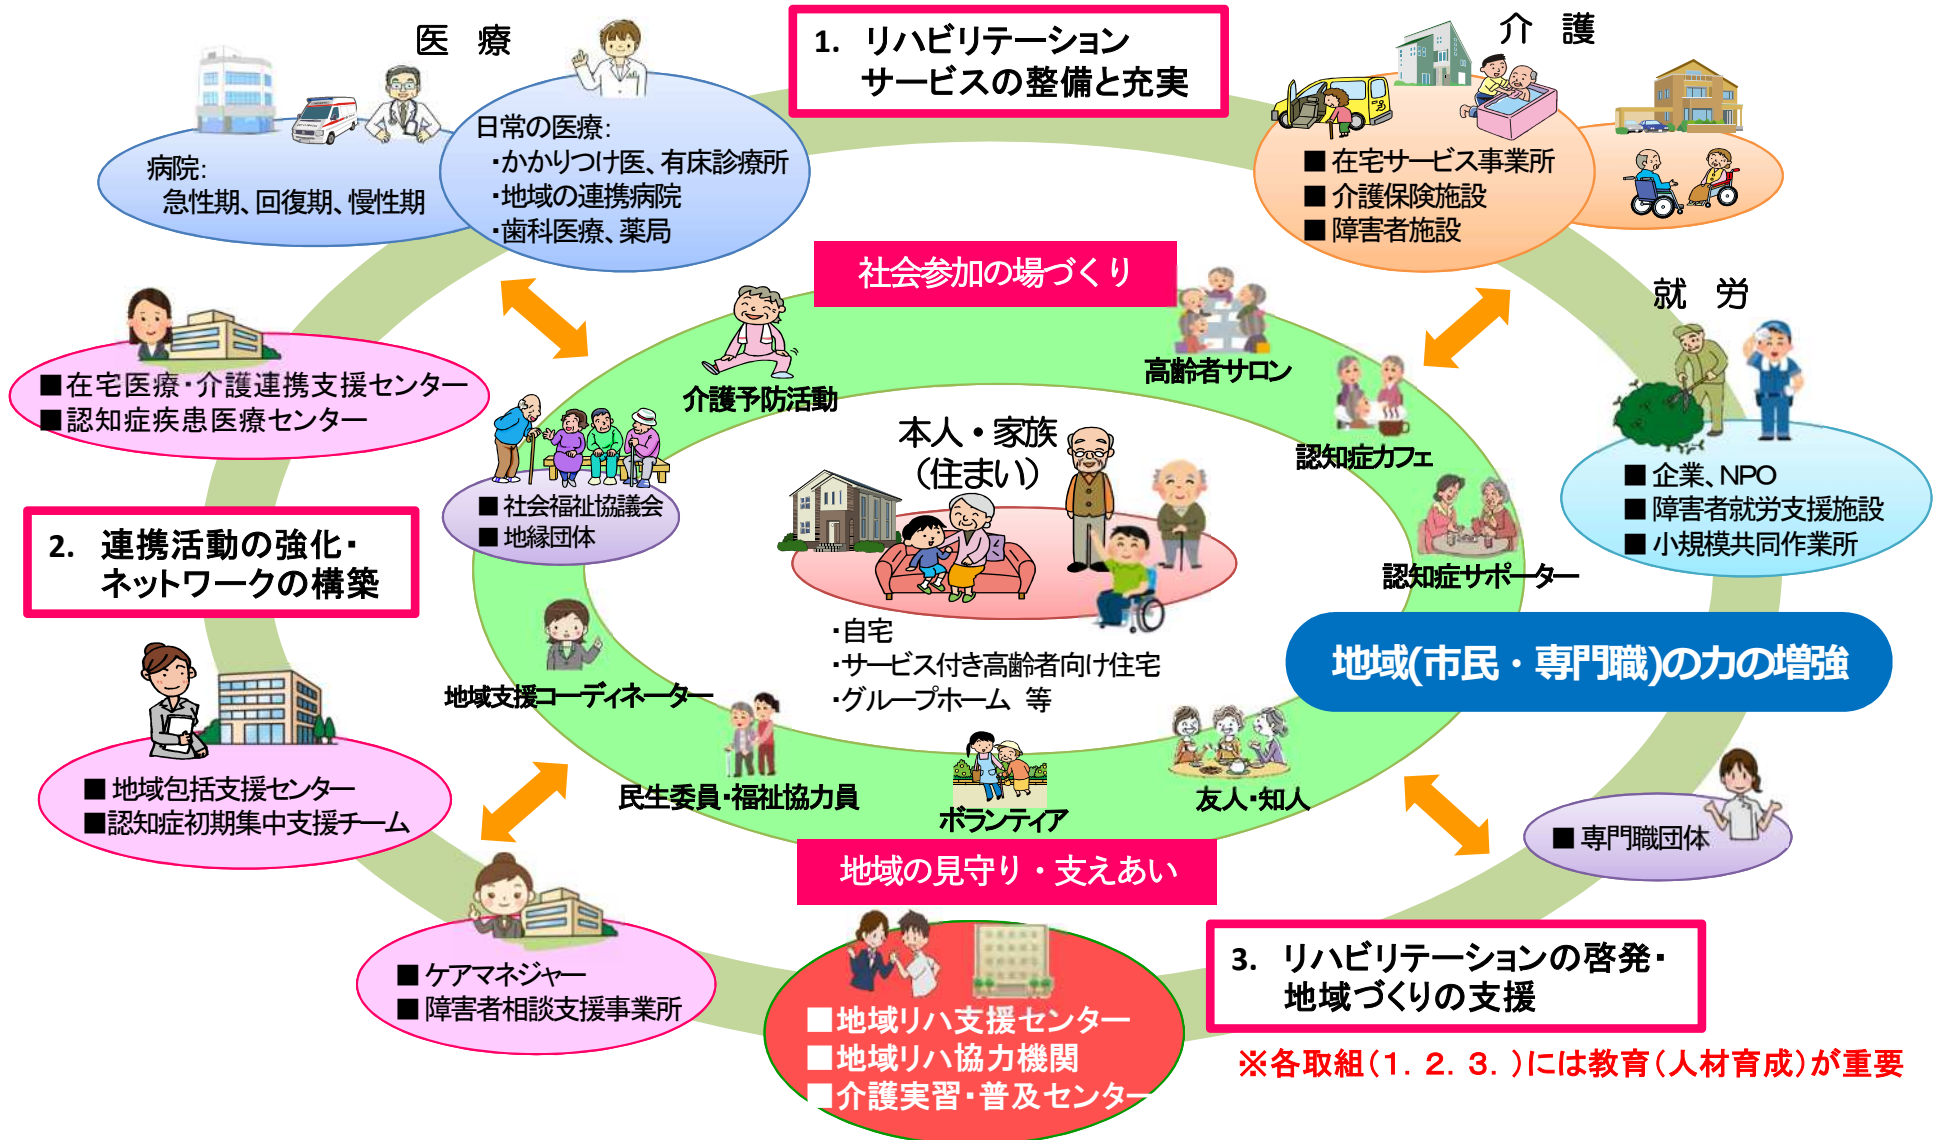 医 療
1. リハビリテーション
サービスの整備と充実
介 護
病院:
急性期、回復期、慢性期
日常の医療:
・かかりつけ医、有床診療所
・地域の連携病院
・歯科医療、薬局
■ 在宅サービス事業所
■ 介護保険施設
■ 障害者施設
社会参加の場づくり
就 労
■在宅医療・介護連携支援センター
■認知症疾患医療センター
介護予防活動
高齢者サロン
認知症カフェ
本人・家族
（住まい）
■ 社会福祉協議会
■ 地縁団体
■ 企業、NPO
■ 障害者就労支援施設
■ 小規模共同作業所
2. 連携活動の強化・
ネットワークの構築
認知症サポーター
・自宅
・サービス付き高齢者向け住宅
・グループホーム 等
地域(市民・専門職)の力の増強
地域支援コーディネーター
■ 地域包括支援センター
■認知症初期集中支援チーム
民生委員・福祉協力員
ボランティア
友人・知人
■ 専門職団体
地域の見守り・支えあい
■ ケアマネジャー
■ 障害者相談支援事業所
■地域リハ支援センター
■地域リハ協力機関
■介護実習・普及センター
3. リハビリテーションの啓発・
地域づくりの支援
※各取組(1. 2. 3. )には教育(人材育成)が重要